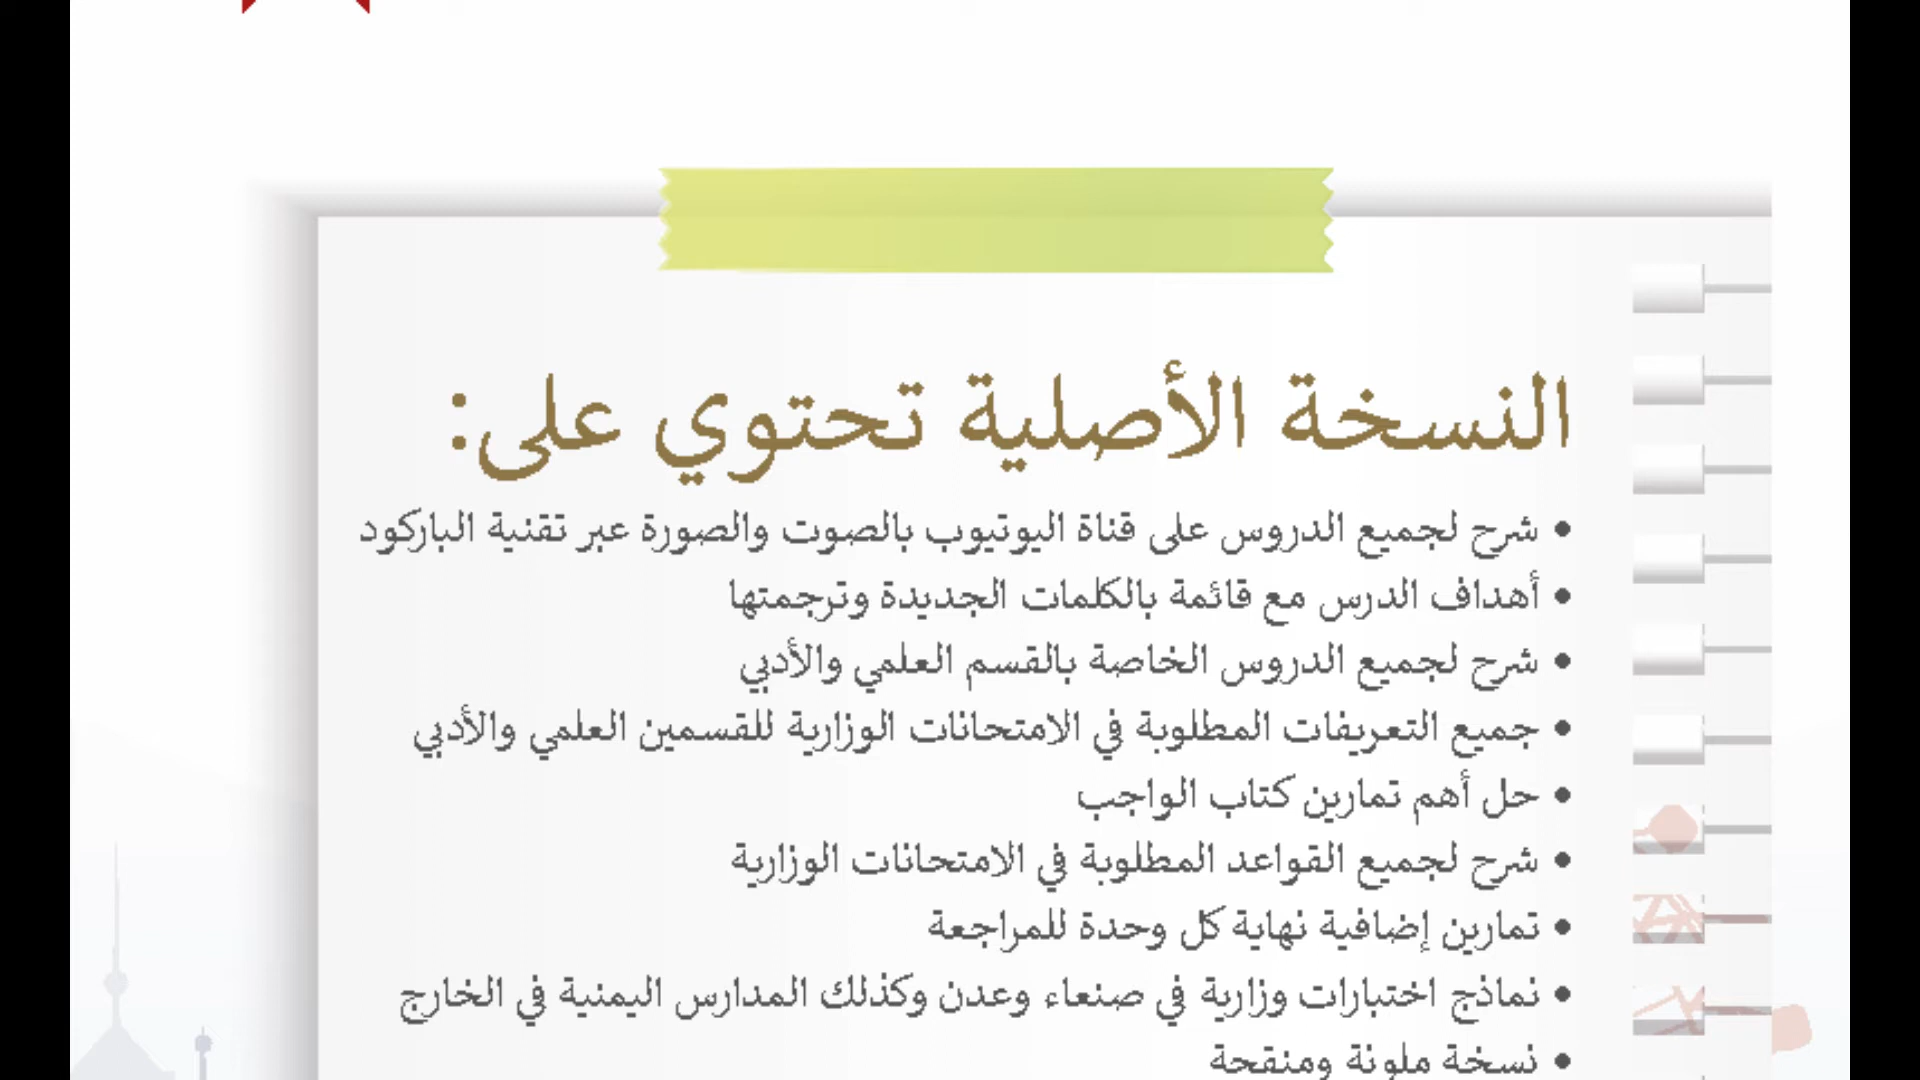 النسخة الأصلية تحتوي على:
• شرح لجميع الدروس على قناة اليوتيوب بالصوت والصورة عبر تقنية الباركود
• أهداف الدرس مع قائمة بالكلمات الجديدة وترجمتها
• شرح لجميع الدروس الخاصة بالقسم العلمي والأدبي
• جميع التعريفات المطلوبة في الامتحانات الوزارية للقسمين العلمي والأدبي
• حل أهم تمارين كتاب الواجب
• شرح لجميع القواعد المطلوبة في الامتحانات الوزارية
• تمارين إضافية نهاية كل وحدة للمراجعة
• نماذج اختبارات وزارية في صنعاء وعدن وكذلك المدارس اليمنية في الخارج
• نسخة ملونة ومنقحة